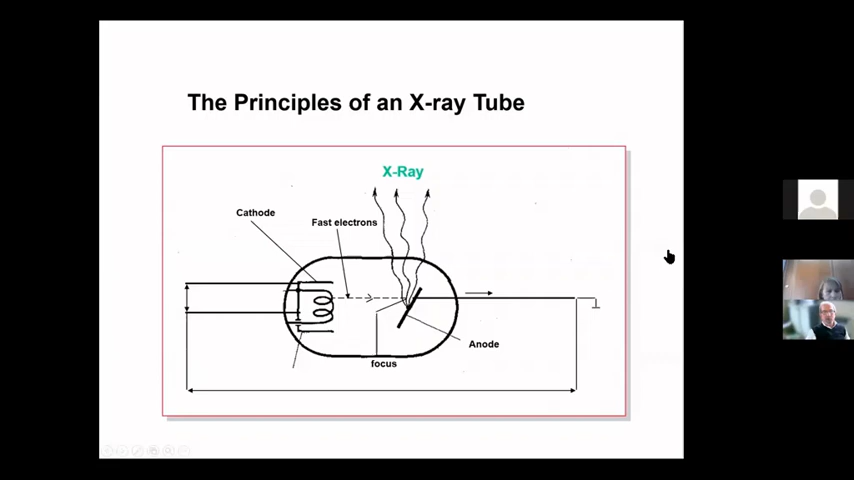 The Principles of an X-ray Tube
X-Ray
Cathode
Fast electrons
Anode
focus